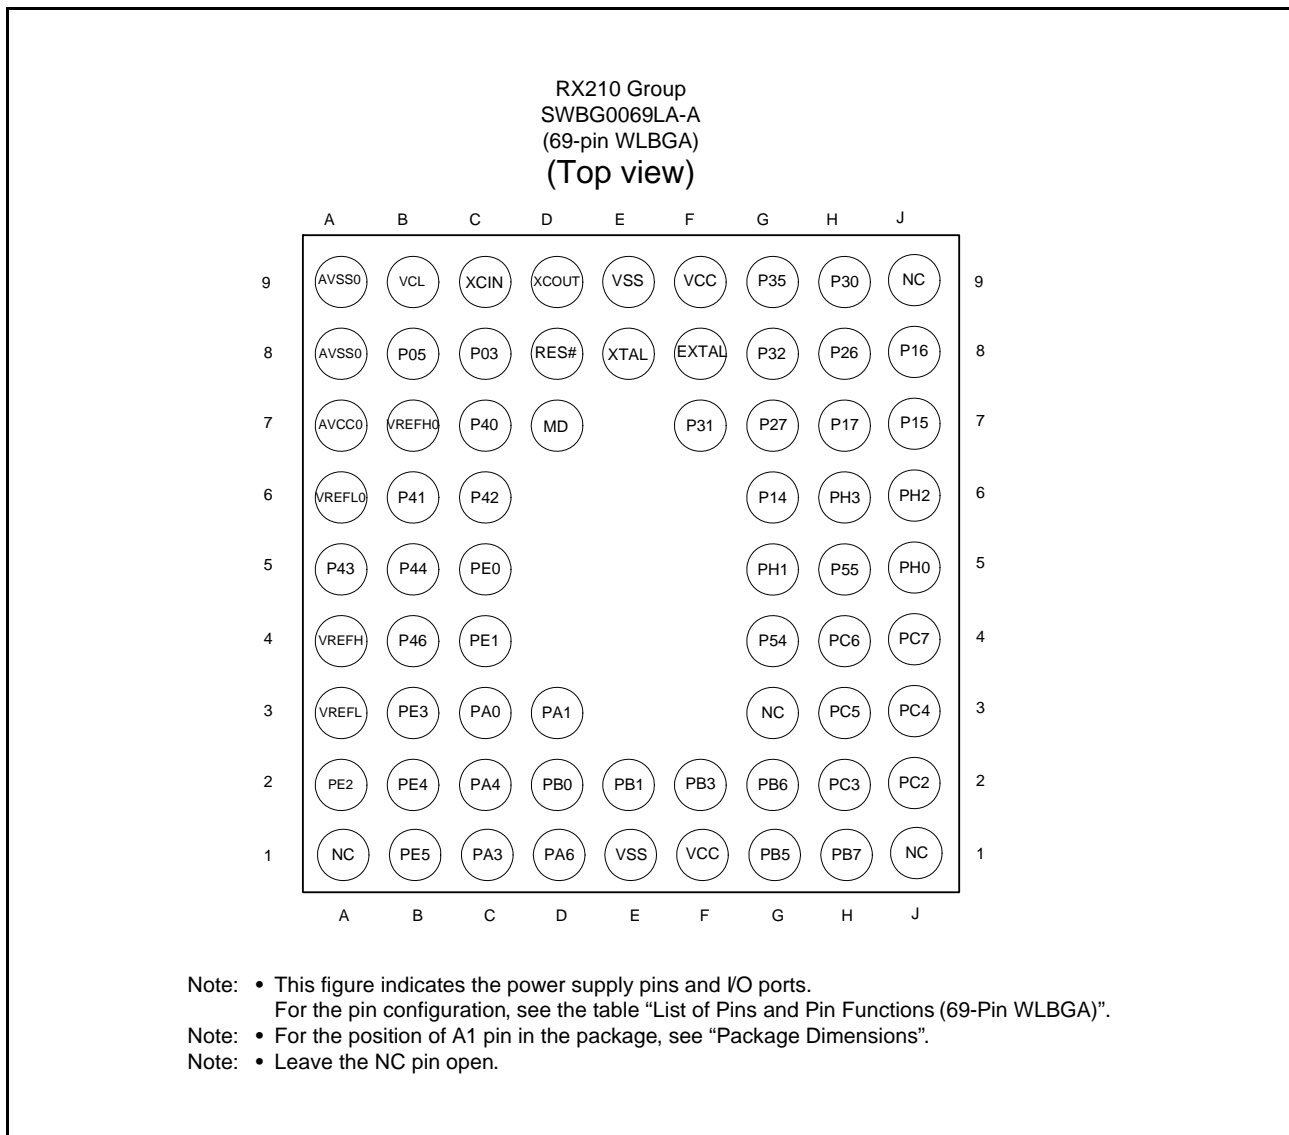 RX210 Group
SWBG0069LA-A
(69-pin WLBGA)
(Top view)
A B C D E F G H J
9 AVSS0 VCL XCIN XCOUT VSS VCC P35 P30 NC 9
8 AVSS0 P05 P03 RES# XTAL EXTAL P32 P26 P16 8
7 AVCC0 VREFH0 P40 MD P31 P27 P17 P15 7
6 VREFL0 P41 P42 P14 PH3 PH2 6
5 P43 P44 PE0 PH1 P55 PH0 5
4 VREFH P46 PE1 P54 PC6 PC7 4
3 VREFL PE3 PA0 PA1 NC PC5 PC4 3
2 PE2 PE4 PA4 PB0 PB1 PB3 PB6 PC3 PC2 2
1 NC PE5 PA3 PA6 VSS VCC PB5 PB7 NC 1
A B C D E F G H J
Note: • This figure indicates the power supply pins and I/O ports.
For the pin configuration, see the table “List of Pins and Pin Functions (69-Pin WLBGA)”.
Note: • For the position of A1 pin in the package, see “Package Dimensions”.
Note: • Leave the NC pin open.